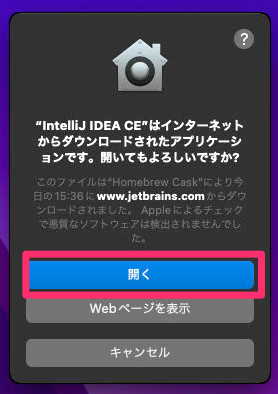 ?
“IntelliJ IDEA CE”はインターネット
からダウンロードされたアプリケーシ
ョンです。開いてもよろしいですか?
このファイルは“Homebrew Cask”により今
日の15:36にwww.jetbrains.comからダウ
ンロードされました。 Appleによるチェック
で悪質なソフトウェアは検出されませんでし
た。
開く
Webページを表示
キャンセル